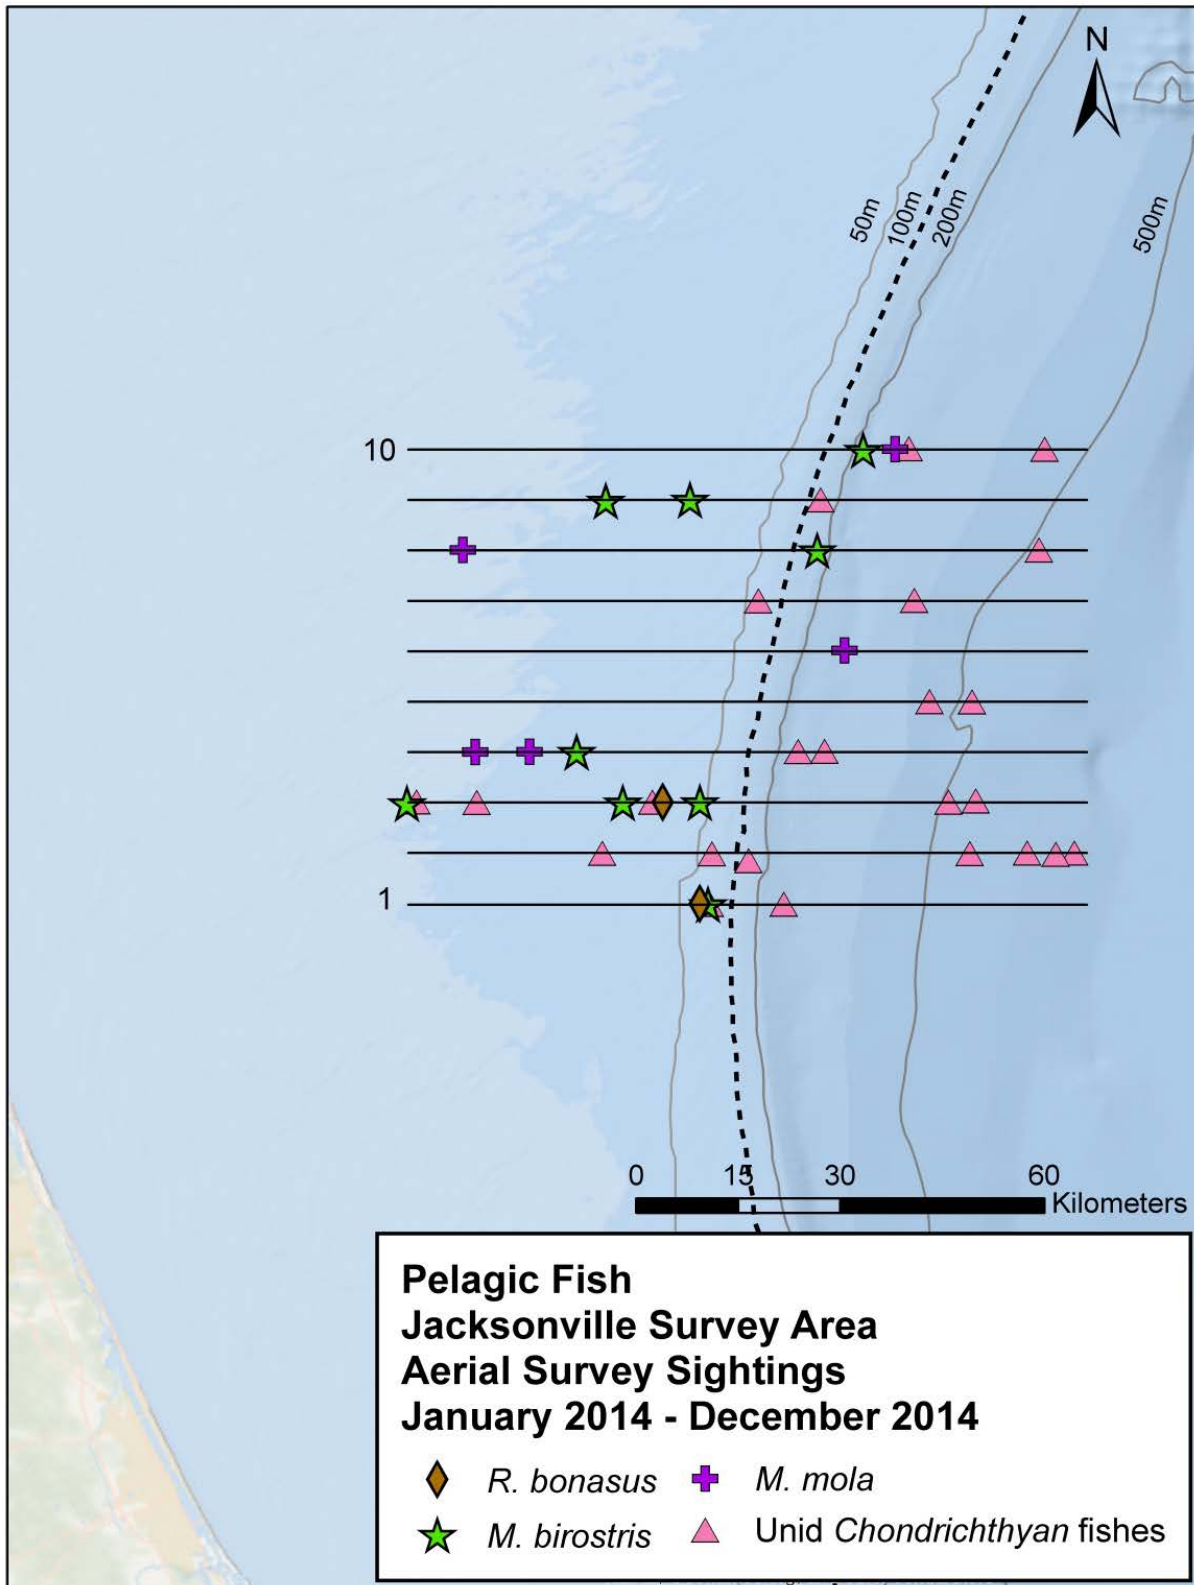 N
50m
100m
200m
500m
10
1
0 15 30 60
Kilometers
Pelagic Fish
Jacksonville Survey Area
Aerial Survey Sightings
January 2014 - December 2014
R. bonasus
M. mola
M. birostris
Unid Chondrichthyan fishes